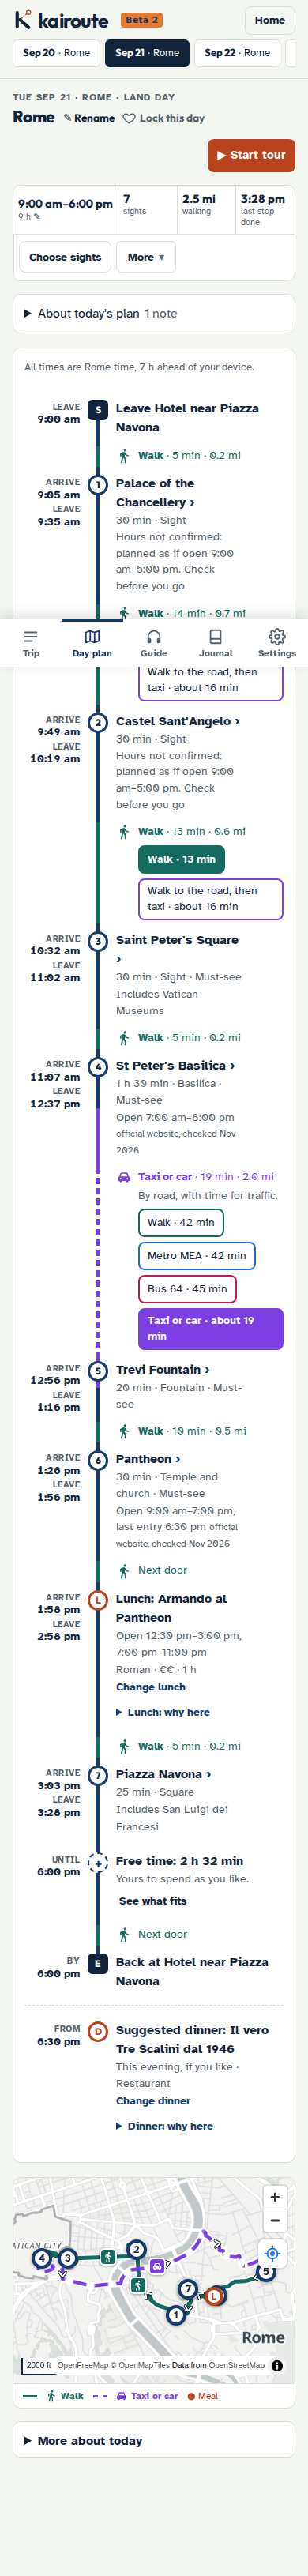 kairoute Beta 2 Home
Sep 20 · Rome Sep 21 · Rome Sep 22 · Rome
TUE SEP 21 · ROME · LAND DAY
Rome ✎ Rename ♡ Lock this day
▶ Start tour
9:00 am–6:00 pm 7 2.5 mi 3:28 pm
9 h ✎ sights walking last stop
done
Choose sights More ▾
▶ About today's plan 1 note
All times are Rome time, 7 h ahead of your device.
LEAVE S Leave Hotel near Piazza
9:00 am Navona
Walk · 5 min · 0.2 mi
ARRIVE 1 Palace of the
9:05 am Chancellery ›
LEAVE 30 min · Sight
9:35 am Hours not confirmed:
planned as if open 9:00
am–5:00 pm. Check
before you go
Walk · 14 min · 0.7 mi
Trip Day plan Guide Journal Settings
Walk to the road, then
taxi · about 16 min
ARRIVE 2 Castel Sant'Angelo ›
9:49 am 30 min · Sight
LEAVE Hours not confirmed:
10:19 am planned as if open 9:00
am–5:00 pm. Check
before you go
Walk · 13 min · 0.6 mi
Walk · 13 min
Walk to the road, then
taxi · about 16 min
ARRIVE 3 Saint Peter's Square
10:32 am ›
LEAVE 30 min · Sight · Must-see
11:02 am Includes Vatican
Museums
Walk · 5 min · 0.2 mi
ARRIVE 4 St Peter's Basilica ›
11:07 am 1 h 30 min · Basilica ·
LEAVE Must-see
12:37 pm Open 7:00 am–8:00 pm
official website, checked Nov
2026
Taxi or car · 19 min · 2.0 mi
By road, with time for traffic.
Walk · 42 min
Metro MEA · 42 min
Bus 64 · 45 min
Taxi or car · about 19
min
ARRIVE 5 Trevi Fountain ›
12:56 pm 20 min · Fountain · Must-
LEAVE see
1:16 pm
Walk · 10 min · 0.5 mi
ARRIVE 6 Pantheon ›
1:26 pm 30 min · Temple and
LEAVE church · Must-see
1:56 pm Open 9:00 am–7:00 pm,
last entry 6:30 pm official
website, checked Nov 2026
Next door
ARRIVE L Lunch: Armando al
1:58 pm Pantheon
LEAVE Open 12:30 pm–3:00 pm,
2:58 pm 7:00 pm–11:00 pm
Roman · €€ · 1 h
Change lunch
▶ Lunch: why here
Walk · 5 min · 0.2 mi
ARRIVE 7 Piazza Navona ›
3:03 pm 25 min · Square
LEAVE Includes San Luigi dei
3:28 pm Francesi
UNTIL + Free time: 2 h 32 min
6:00 pm Yours to spend as you like.
See what fits
Next door
BY E Back at Hotel near Piazza
6:00 pm Navona
FROM D Suggested dinner: Il vero
6:30 pm Tre Scalini dal 1946
This evening, if you like ·
Restaurant
Change dinner
▶ Dinner: why here
+
−
ATICAN CITY
4 3 2 5
7 L
1
Rome
2000 ft OpenFreeMap © OpenMapTiles Data from OpenStreetMap
Walk Taxi or car Meal
▶ More about today